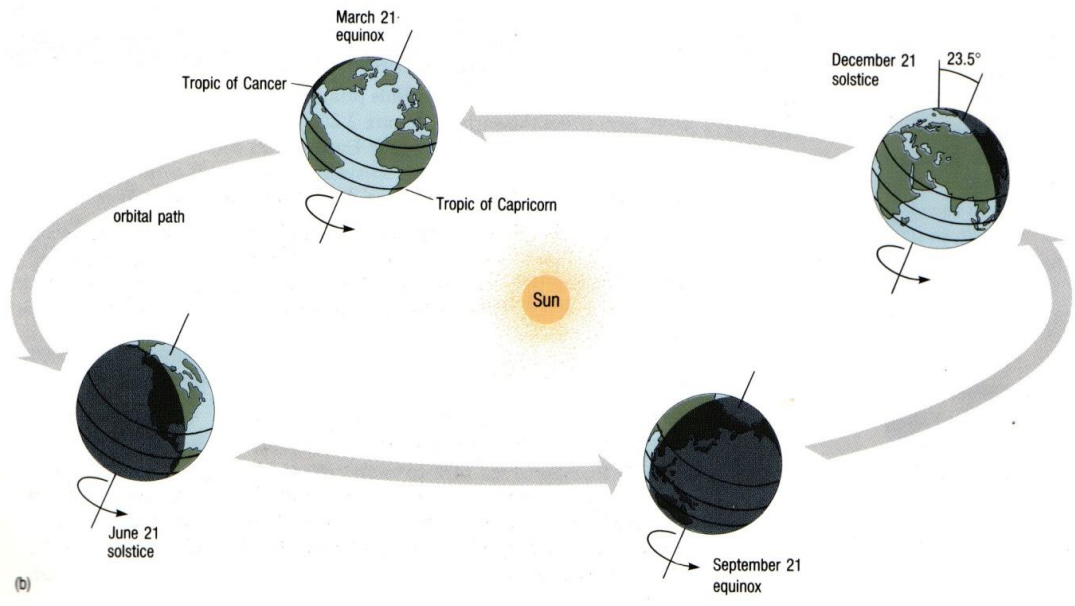 March 21
equinox
December 21
solstice
23.5°
Tropic of Cancer
Tropic of Capricorn
orbital path
Sun
June 21
solstice
September 21
equinox
(b)